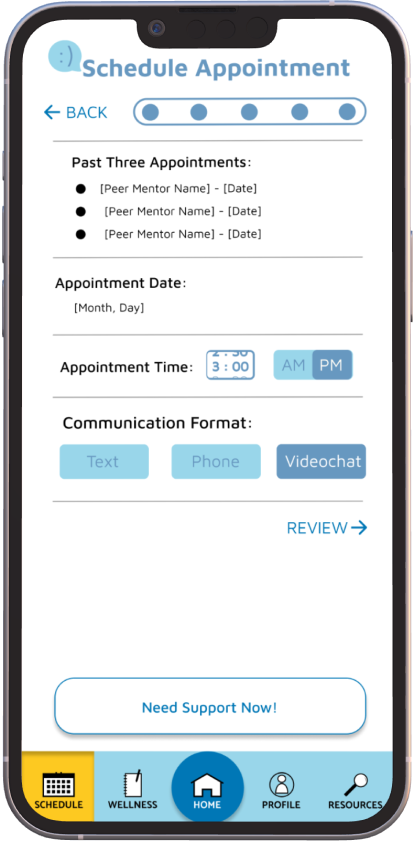 :)
Schedule Appointment
← BACK
Past Three Appointments:
● [Peer Mentor Name] - [Date]
● [Peer Mentor Name] - [Date]
● [Peer Mentor Name] - [Date]
Appointment Date:
[Month, Day]
Appointment Time: 3:00 AM PM
Communication Format:
Text Phone Videochat
REVIEW →
Need Support Now!
SCHEDULE WELLNESS HOME PROFILE RESOURCES